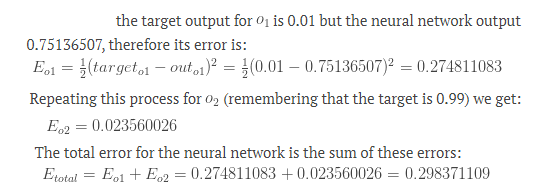 the target output for o₁ is 0.01 but the neural network output
0.75136507, therefore its error is:
E_{o1} = ½(target_{o1} − out_{o1})² = ½(0.01 − 0.75136507)² = 0.274811083
Repeating this process for o₂ (remembering that the target is 0.99) we get:
E_{o2} = 0.023560026
The total error for the neural network is the sum of these errors:
E_{total} = E_{o1} + E_{o2} = 0.274811083 + 0.023560026 = 0.298371109